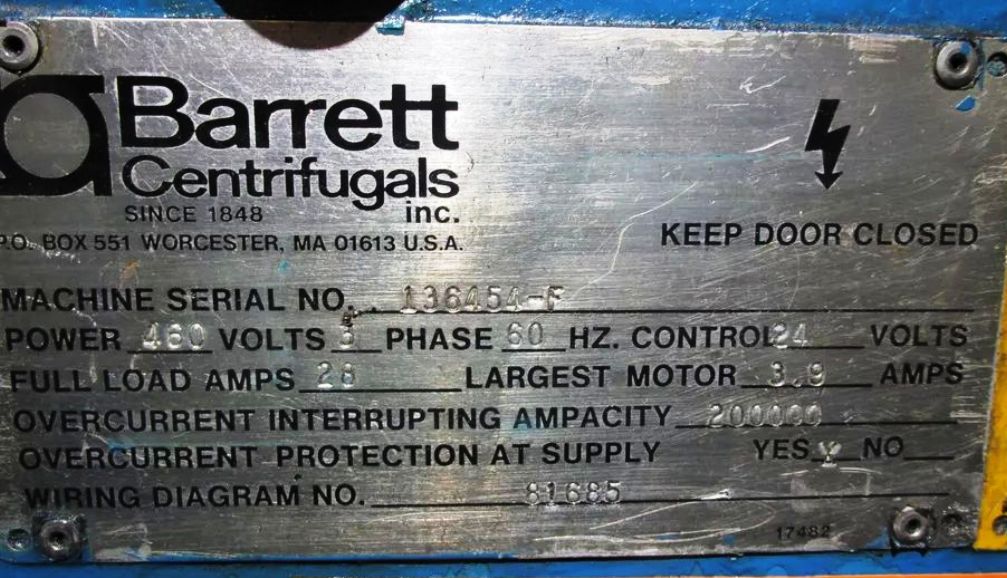 Barrett
Centrifugals
SINCE 1848 inc.
P.O. BOX 551 WORCESTER, MA 01613 U.S.A.
KEEP DOOR CLOSED
MACHINE SERIAL NO. 136454-F
POWER 460 VOLTS 3 PHASE 60 HZ. CONTROL 24 VOLTS
FULL LOAD AMPS 28 LARGEST MOTOR 3.9 AMPS
OVERCURRENT INTERRUPTING AMPACITY 200000
OVERCURRENT PROTECTION AT SUPPLY YES Y NO
WIRING DIAGRAM NO. 81685
17482